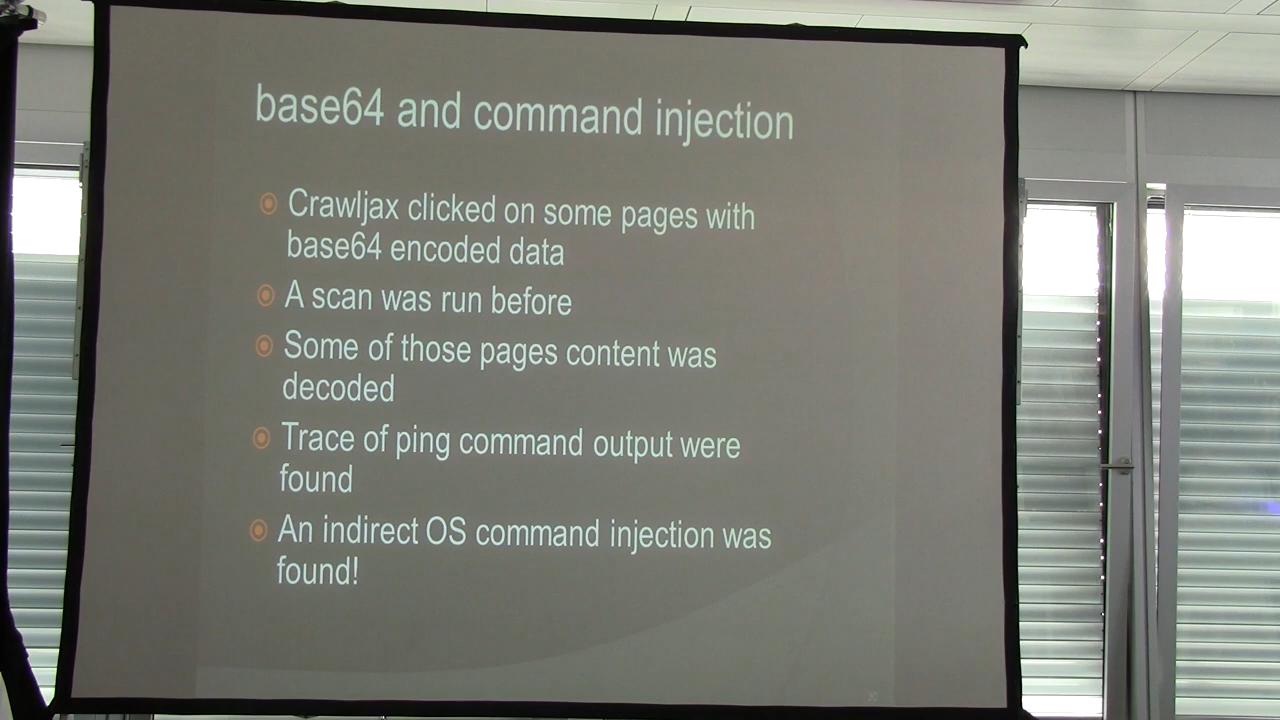 base64 and command injection
Crawljax clicked on some pages with
base64 encoded data
A scan was run before
Some of those pages content was
decoded
Trace of ping command output were
found
An indirect OS command injection was
found!